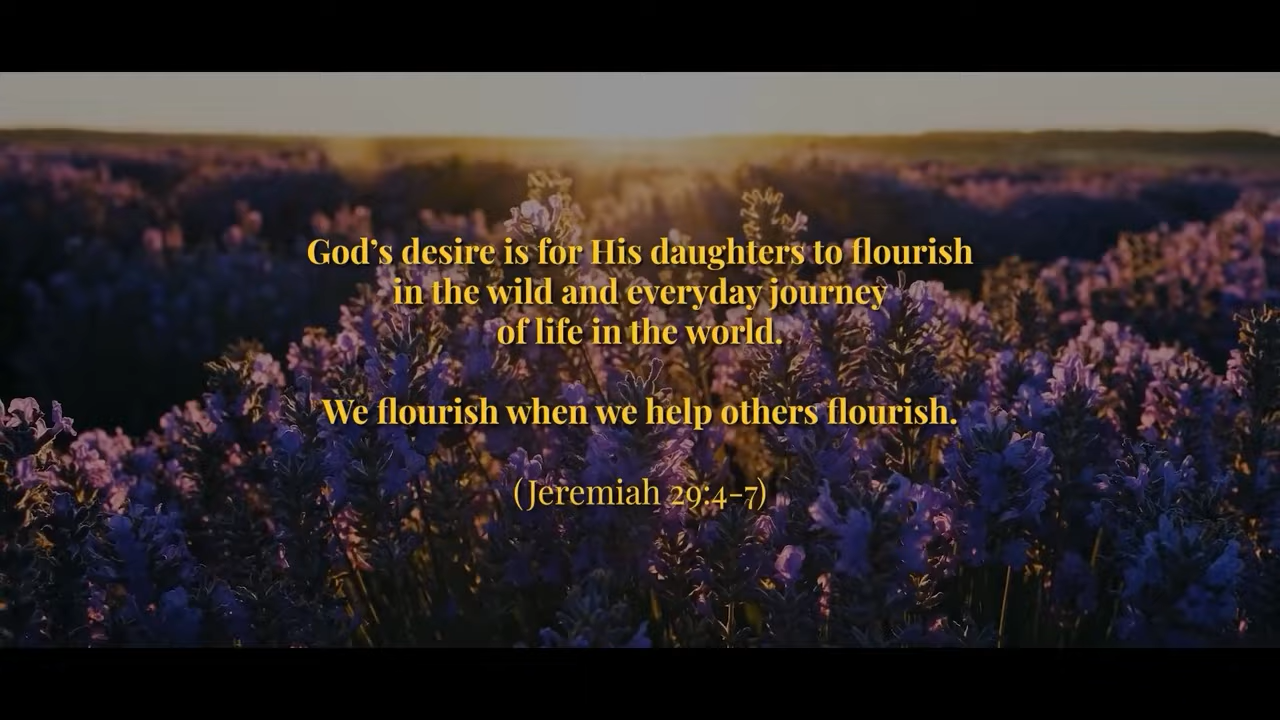 God’s desire is for His daughters to flourish
in the wild and everyday journey
of life in the world.
We flourish when we help others flourish.
(Jeremiah 29:4-7)